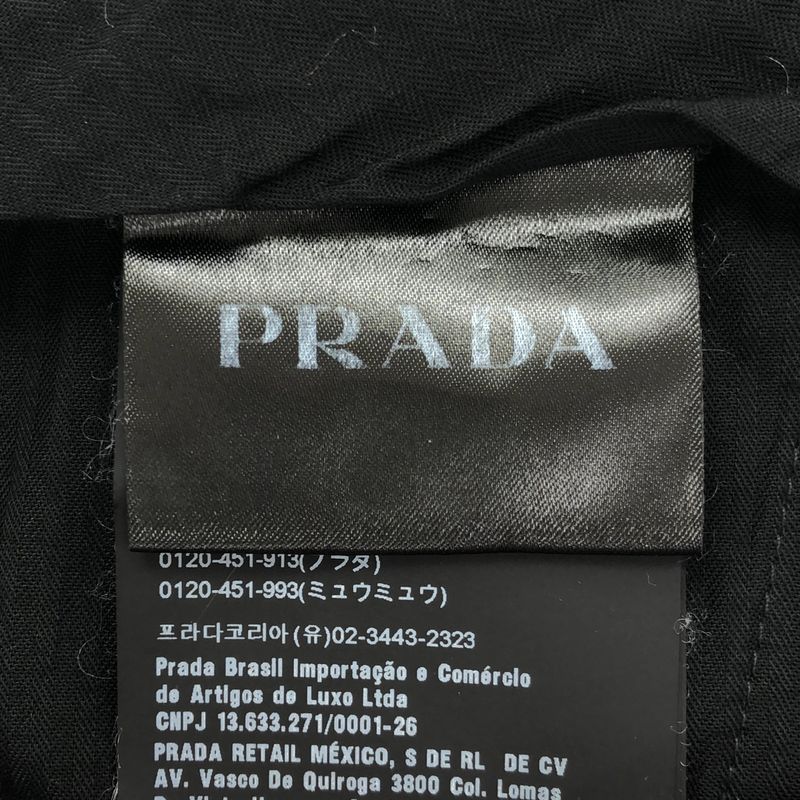 PRADA
0120-451-913(プラダ)
0120-451-993(ミュウミュウ)
프라다코리아(유)02-3443-2323
Prada Brasil Importação e Comércio
de Artigos de Luxo Ltda
CNPJ 13.633.271/0001-26
PRADA RETAIL MÉXICO, S DE RL DE CV
AV. Vasco De Quiroga 3800 Col. Lomas